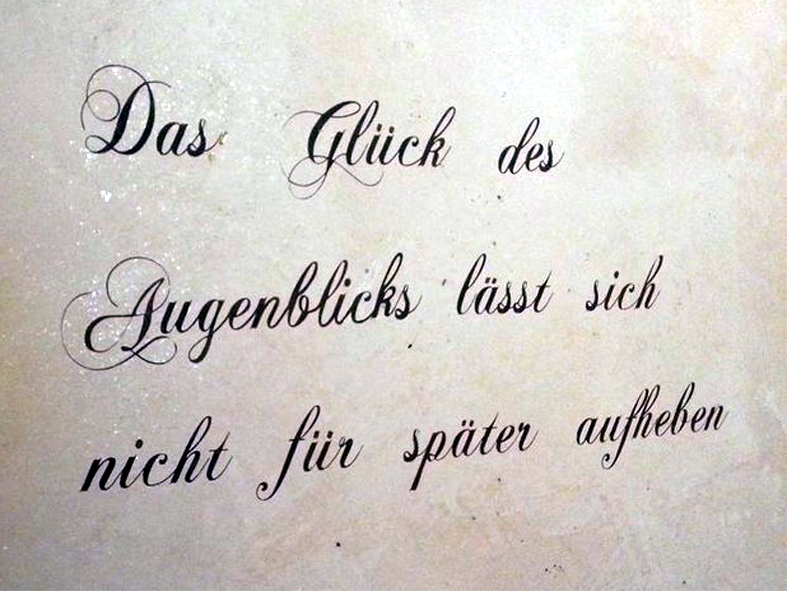 Das Glück des
Augenblicks lässt sich
nicht für später aufheben